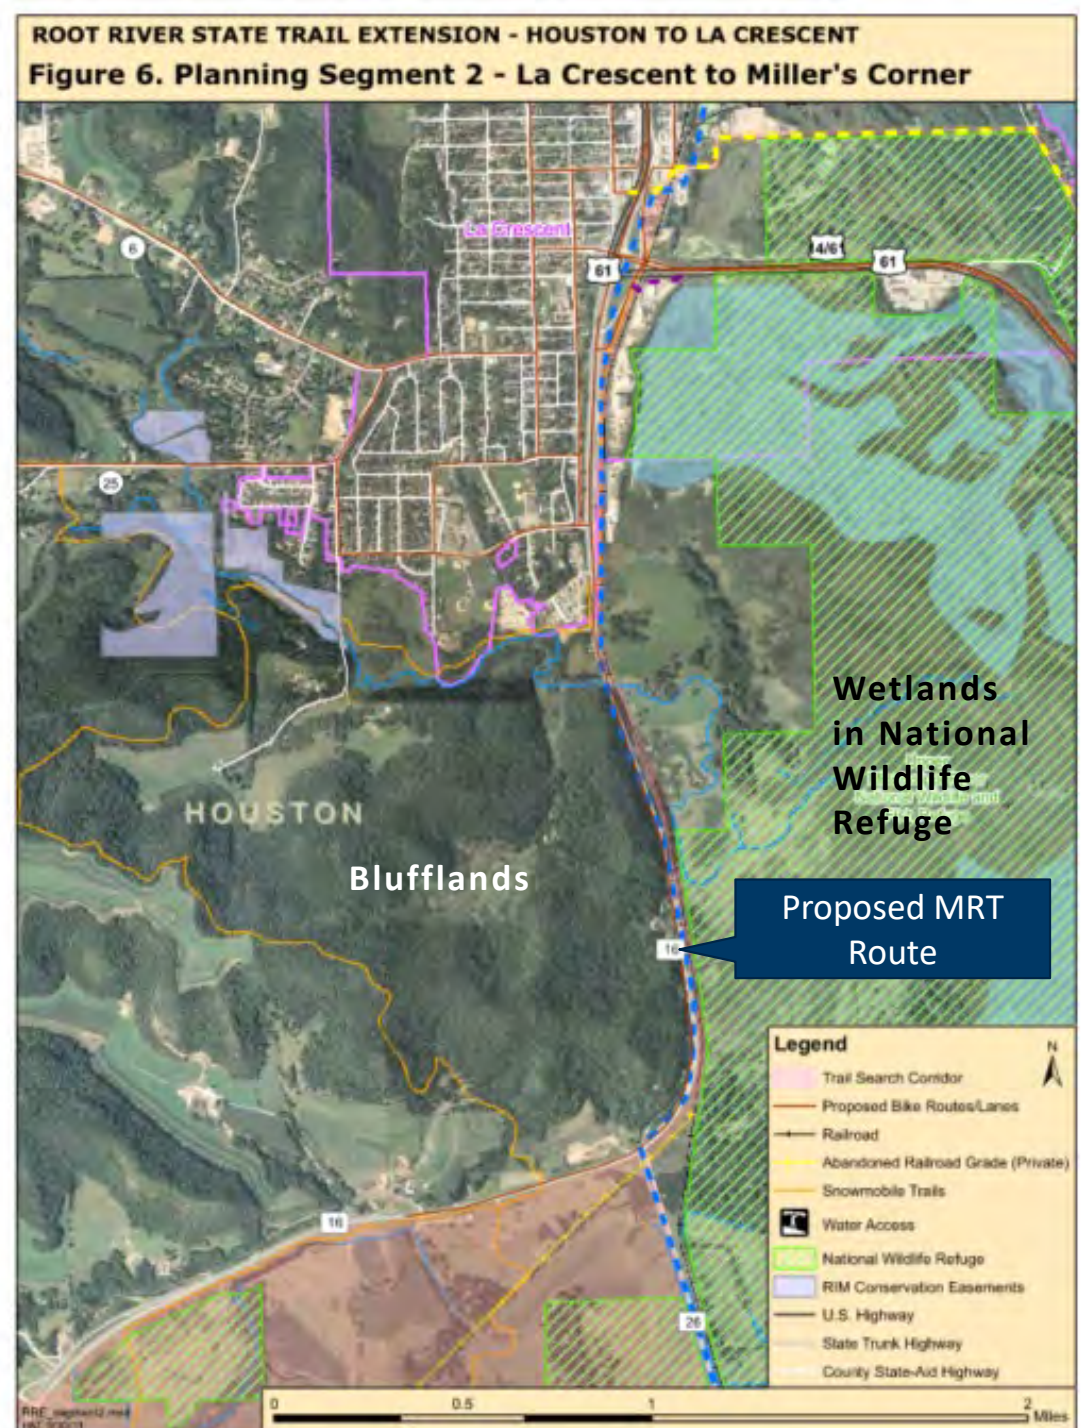 ROOT RIVER STATE TRAIL EXTENSION - HOUSTON TO LA CRESCENT
Figure 6. Planning Segment 2 - La Crescent to Miller's Corner
La Crescent
6
61
14/61
61
25
Wetlands
in National
Wildlife
Refuge
HOUSTON
Blufflands
Proposed MRT
Route
16
Legend
N
Trail Search Corridor
Proposed Bike Routes/Lanes
Railroad
Abandoned Railroad Grade (Private)
Snowmobile Trails
Water Access
National Wildlife Refuge
RIM Conservation Easements
U.S. Highway
State Trunk Highway
County State-Aid Highway
16
26
0
0.5
1
2
Miles